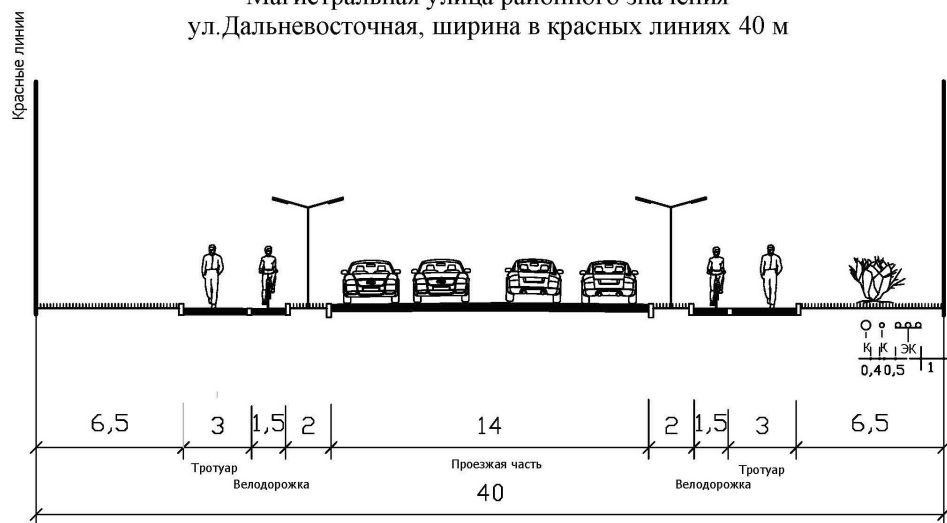 Магистральная улица районного значения
ул.Дальневосточная, ширина в красных линиях 40 м
Красные линии
К К ЭК
0,4 0,5 1
6,5 3 1,5 2 14 2 1,5 3 6,5
Тротуар Проезжая часть Тротуар
Велодорожка Велодорожка
40